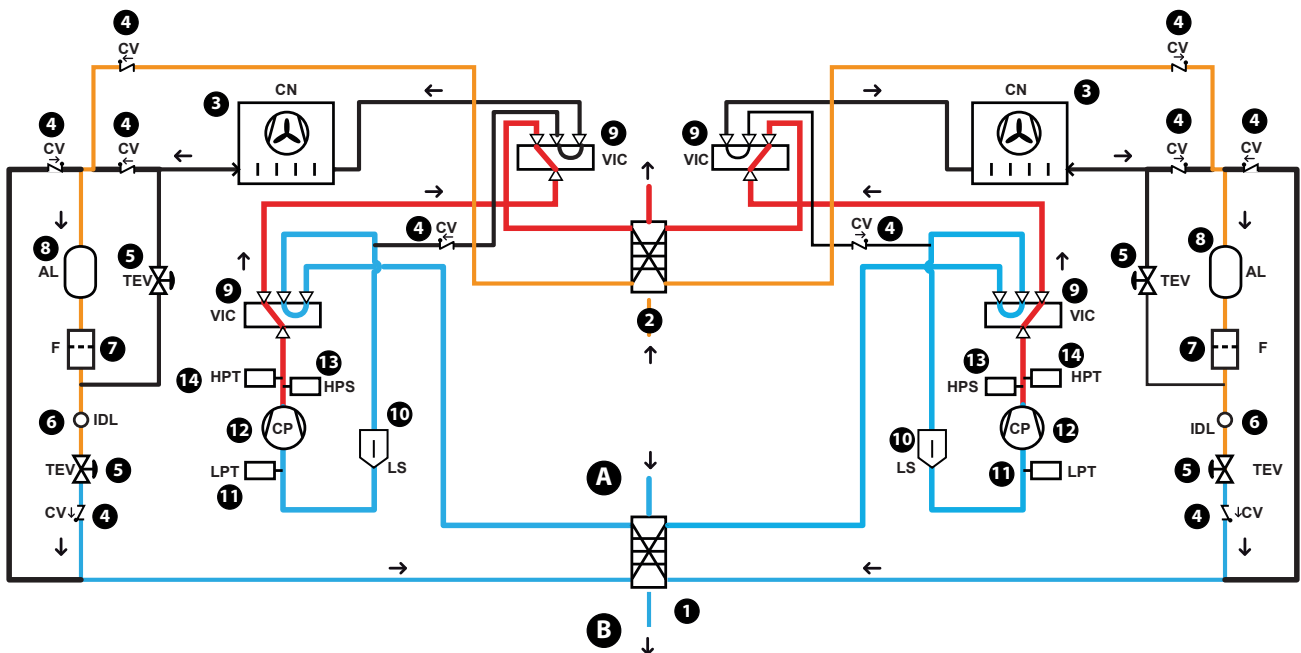 4 4
CV CV
CN CN
3 3
4 4 4 4
CV CV CV CV
9 9
VIC VIC
4 CV CV 4
8 8
AL AL
5 5
TEV TEV
9 9
VIC VIC
2
F 7 7 F
13 13
14 HPT HPS HPS HPT 14
6 IDL IDL 6
10 10
12 CP CP 12
LS LS
TEV 5 5 TEV
LPT LPT
11 11
A
CV 4 4 CV
1
B